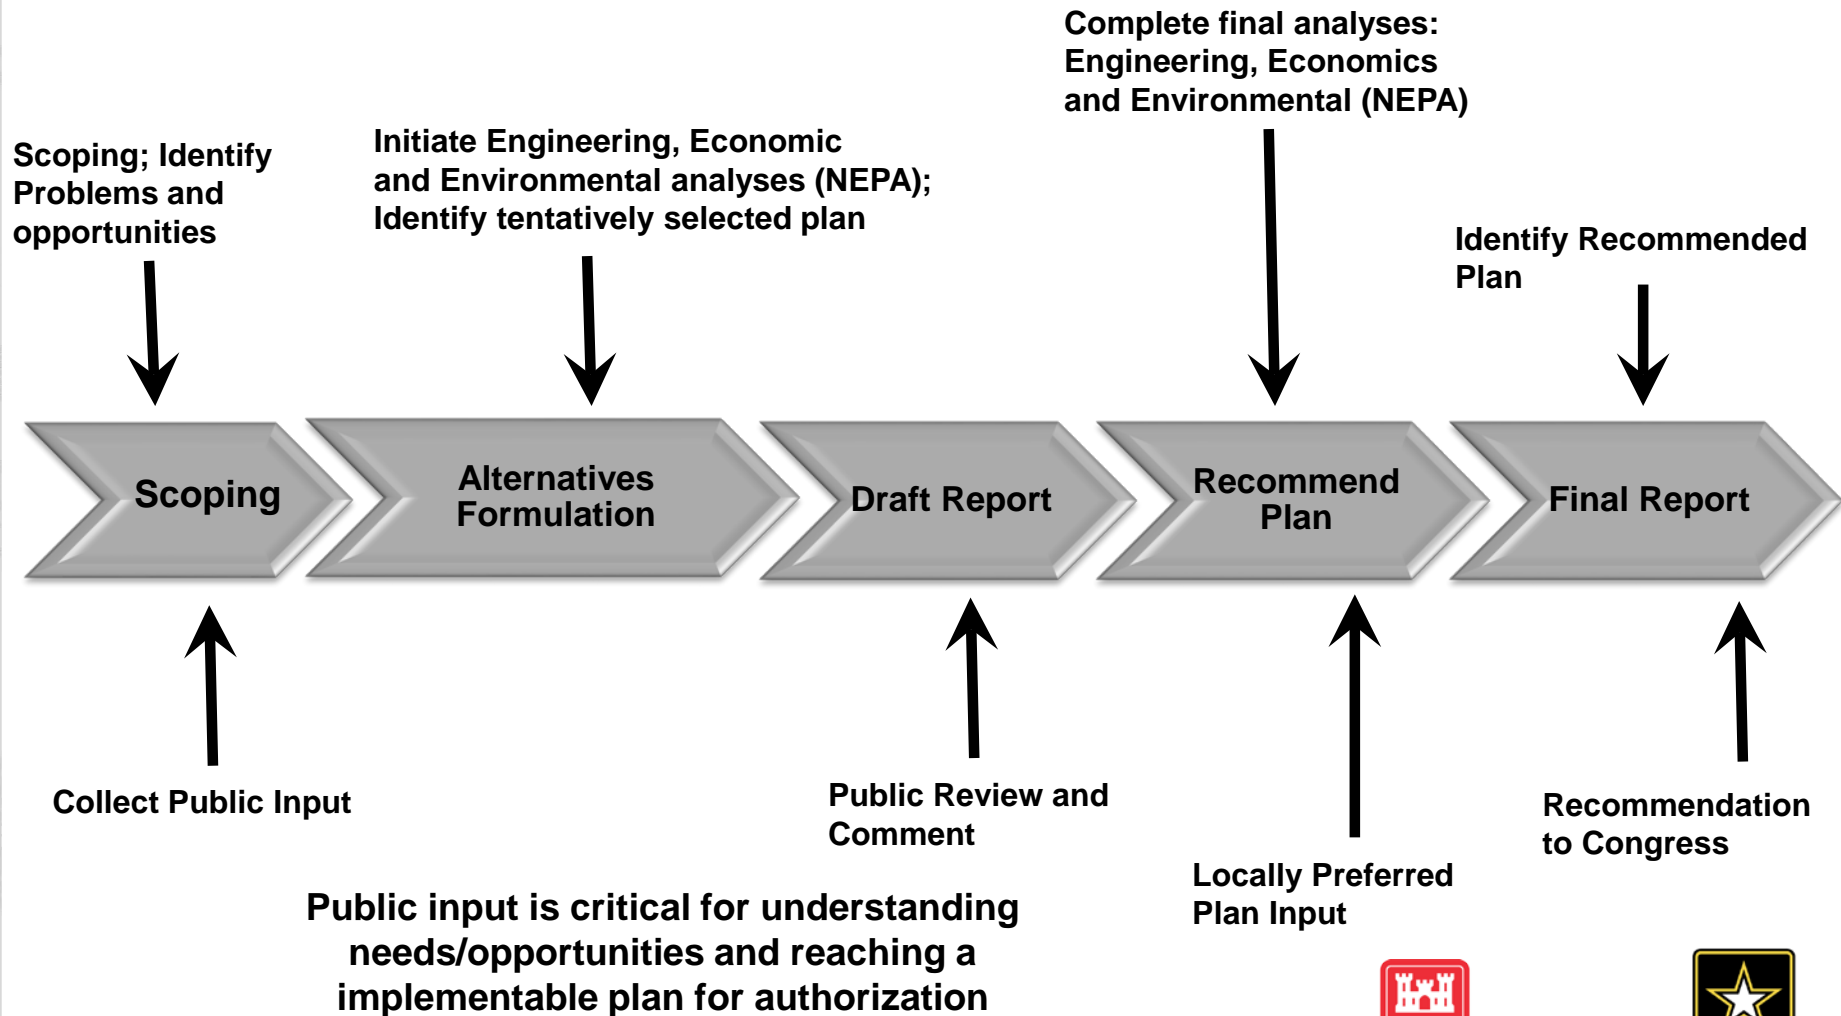 Complete final analyses:
Engineering, Economics
and Environmental (NEPA)
Scoping; Identify
Problems and
opportunities
Initiate Engineering, Economic
and Environmental analyses (NEPA);
Identify tentatively selected plan
Identify Recommended
Plan
Scoping
Alternatives
Formulation
Draft Report
Recommend
Plan
Final Report
Collect Public Input
Public Review and
Comment
Locally Preferred
Plan Input
Recommendation
to Congress
Public input is critical for understanding
needs/opportunities and reaching a
implementable plan for authorization